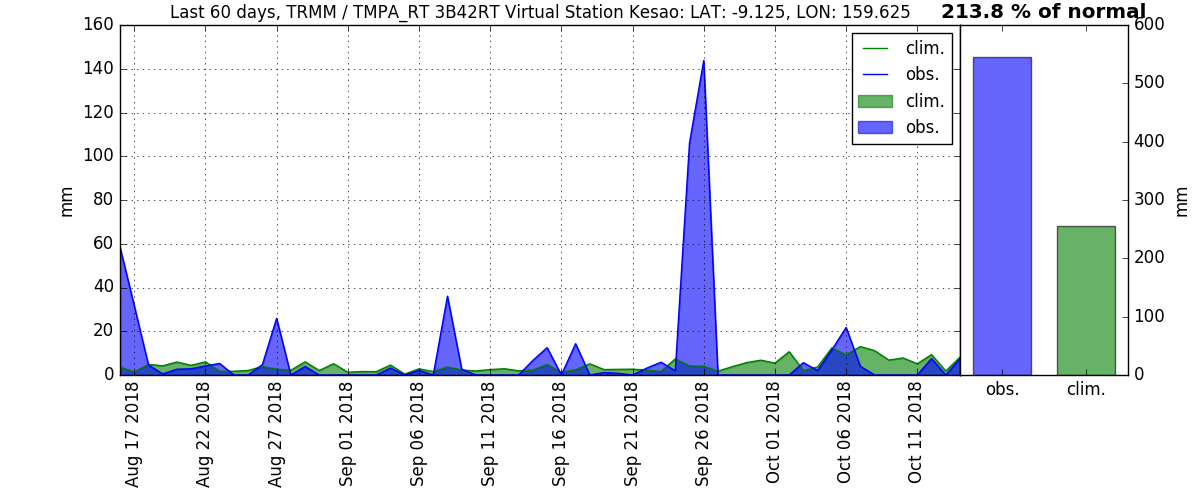 Last 60 days, TRMM / TMPA_RT 3B42RT Virtual Station Kesao: LAT: -9.125, LON: 159.625
213.8 % of normal
160
140
120
100
80
60
40
20
0
mm
clim.
obs.
clim.
obs.
Aug 17 2018
Aug 22 2018
Aug 27 2018
Sep 01 2018
Sep 06 2018
Sep 11 2018
Sep 16 2018
Sep 21 2018
Sep 26 2018
Oct 01 2018
Oct 06 2018
Oct 11 2018
600
500
400
300
200
100
0
mm
obs.
clim.